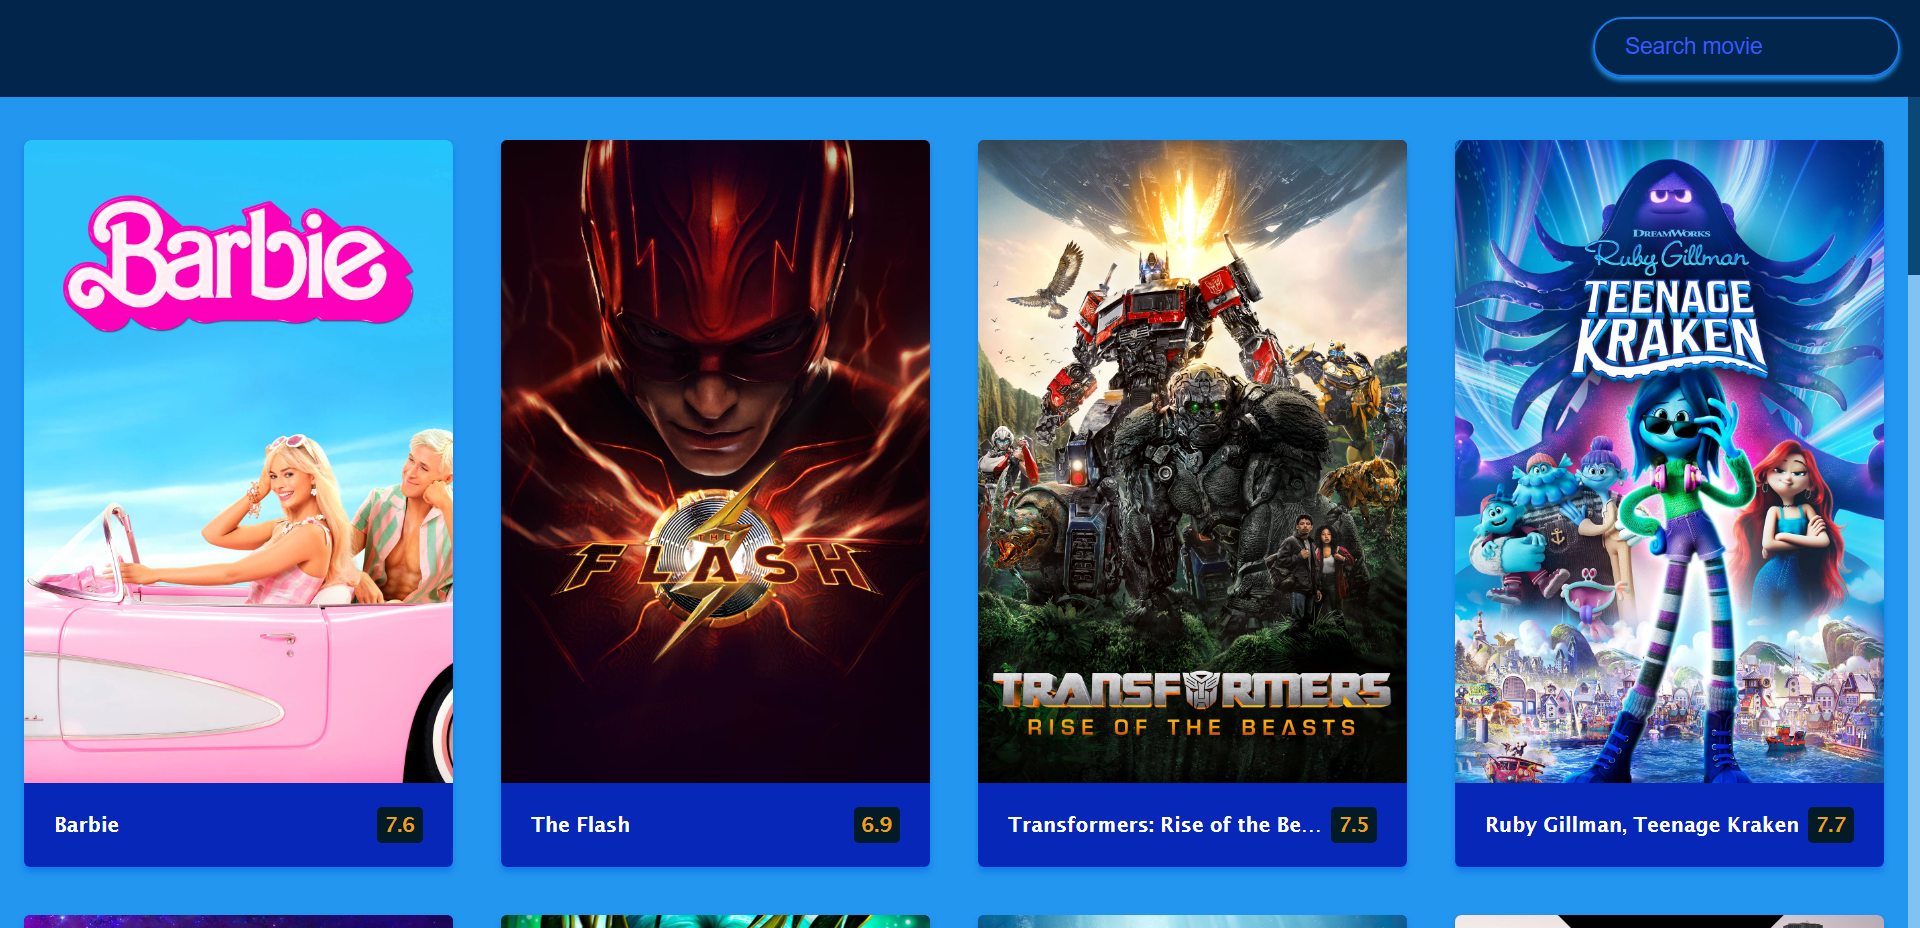 Search movie
Barbie
THE
FLASH
TRANSFORMERS
RISE OF THE BEASTS
DREAMWORKS
Ruby Gillman
TEENAGE
KRAKEN
Barbie 7.6
The Flash 6.9
Transformers: Rise of the Be... 7.5
Ruby Gillman, Teenage Kraken 7.7